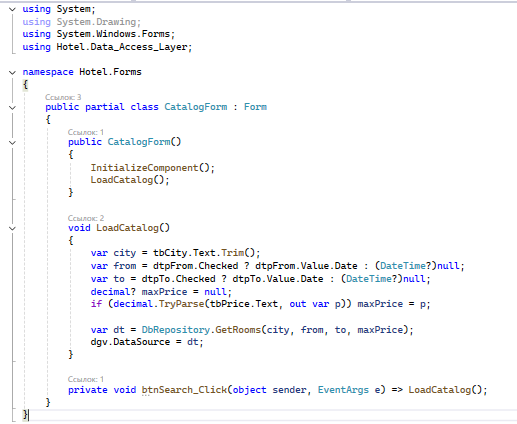 using System;
using System.Drawing;
using System.Windows.Forms;
using Hotel.Data_Access_Layer;
namespace Hotel.Forms
{
Ссылок: 3
public partial class CatalogForm : Form
{
Ссылок: 1
public CatalogForm()
{
InitializeComponent();
LoadCatalog();
}
Ссылок: 2
void LoadCatalog()
{
var city = tbCity.Text.Trim();
var from = dtpFrom.Checked ? dtpFrom.Value.Date : (DateTime?)null;
var to = dtpTo.Checked ? dtpTo.Value.Date : (DateTime?)null;
decimal? maxPrice = null;
if (decimal.TryParse(tbPrice.Text, out var p)) maxPrice = p;
var dt = DbRepository.GetRooms(city, from, to, maxPrice);
dgv.DataSource = dt;
}
Ссылок: 1
private void btnSearch_Click(object sender, EventArgs e) => LoadCatalog();
}
}